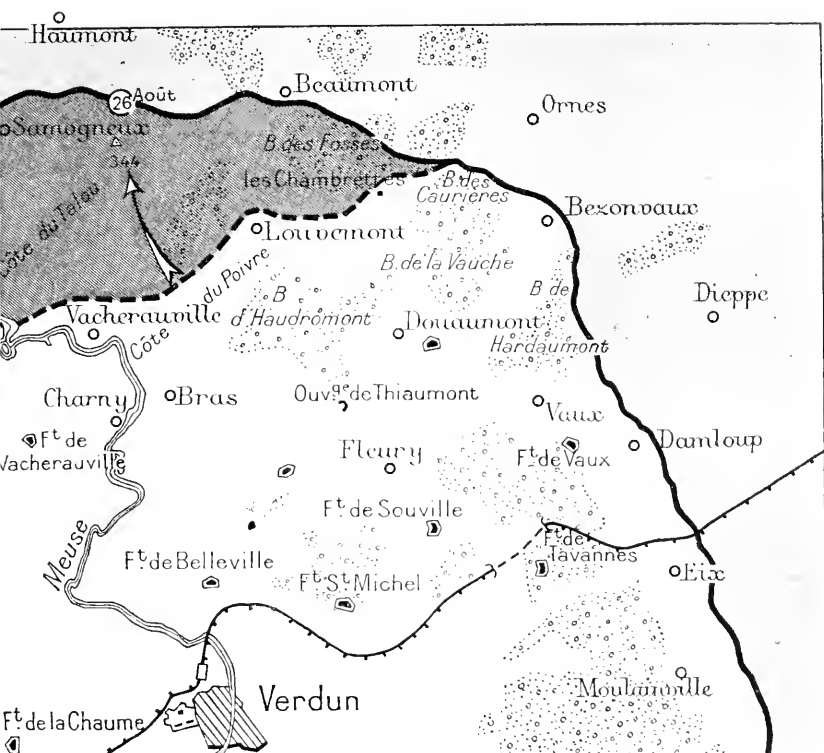 Haumont
Beaumont
26 Août
Ornes
Samogneux
344
B. des Fosses
les Chambrettes
B. des
Caurières
Bezonvaux
Côte du Talou
Louvemont
B. de la Vauche
Côte du Poivre
B
d'Haudromont
B de
Hardaumont
Dieppe
Vacherauville
Douaumont
Charny
Bras
Ouvge de Thiaumont
Vaux
Ft de
Vacherauville
Fleury
Ft de Vaux
Damloup
Ft de Souville
Meuse
Ft de Belleville
Ft St Michel
Ft de
Tavannes
Eix
Moulainville
Verdun
Ft de la Chaume